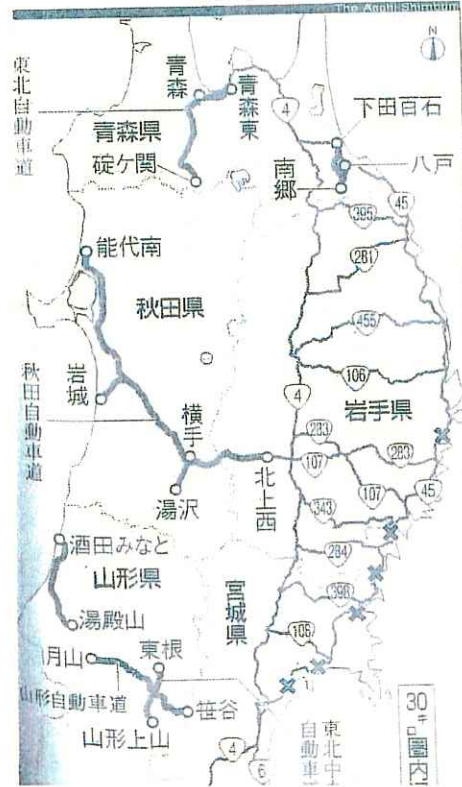 The Asahi Shimbun
N
東北自動車道
青森
青森東
4
下田百石
青森県
碇ケ関
八戸
南郷
45
395
能代南
281
秋田県
455
106
秋田自動車道
岩城
4
岩手県
横手
283
283
107
北上西
107
45
湯沢
343
284
酒田みなと
山形県
宮城県
398
湯殿山
108
月山
東根
山形自動車道
笹谷
山形上山
4
6
東北中
自動車
30キロ圏内